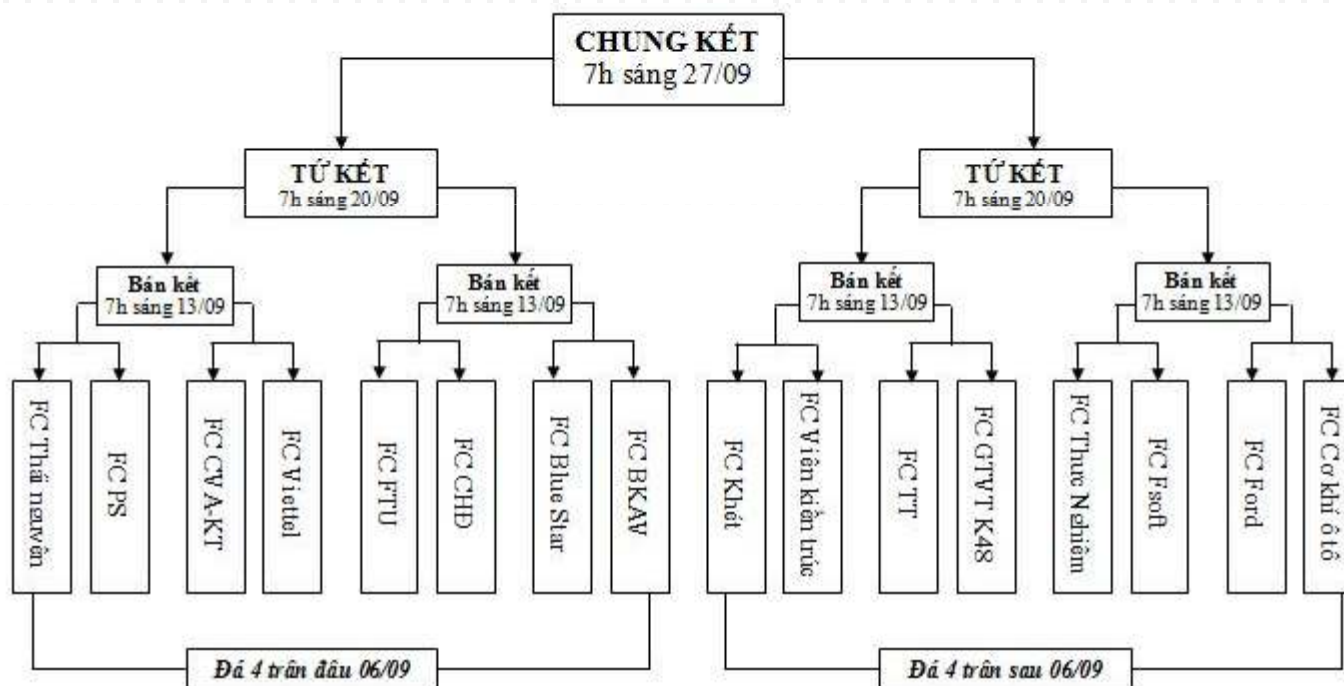 CHUNG KẾT
7h sáng 27/09
TỨ KẾT
7h sáng 20/09
TỨ KẾT
7h sáng 20/09
Bán kết
7h sáng 13/09
Bán kết
7h sáng 13/09
Bán kết
7h sáng 13/09
Bán kết
7h sáng 13/09
FC Thái nguyên
FC PS
FC CVA-KT
FC Viettel
FC FTU
FC CHĐ
FC Blue Star
FC BKAV
FC Khét
FC Viện kiến trúc
FC TT
FC GTVT K48
FC Thực Nghiệm
FC Fsoft
FC Ford
FC Cơ khí ô tô
Đá 4 trận đầu 06/09
Đá 4 trận sau 06/09